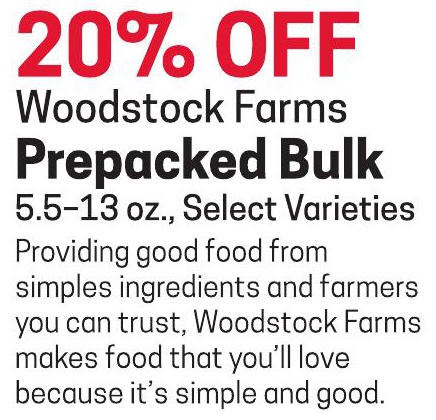 20% OFF
Woodstock Farms
Prepacked Bulk
5.5–13 oz., Select Varieties
Providing good food from
simples ingredients and farmers
you can trust, Woodstock Farms
makes food that you'll love
because it's simple and good.